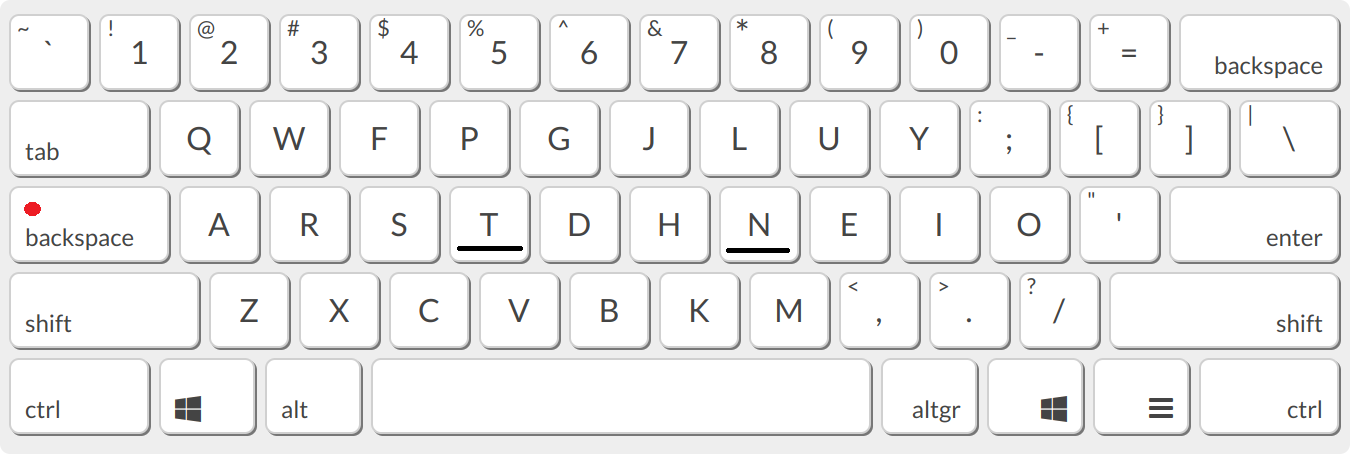 ~ ` ! 1 @ 2 # 3 $ 4 % 5 ^ 6 & 7 * 8 ( 9 ) 0 _ - + = backspace
tab Q W F P G J L U Y : ; { [ } ] | \
backspace A R S T D H N E I O " ' enter
shift Z X C V B K M < , > . ? / shift
ctrl alt altgr ctrl